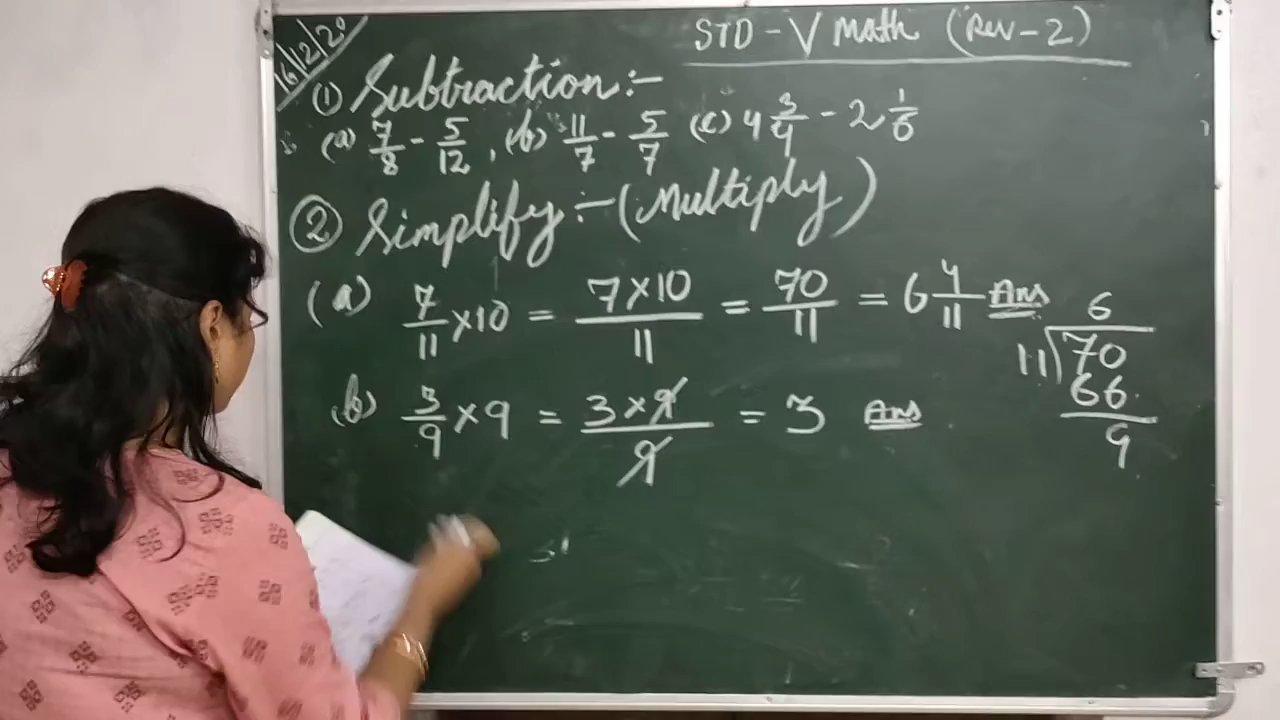 16/12/20
STD - V Math (Rev - 2)
① Subtraction :-
(a) 7/8 - 5/12, (b) 11/7 - 5/7 (c) 4 3/4 - 2 1/6
② Simplify :- (Multiply)
(a) 7/11 × 10 = 7×10/11 = 70/11 = 6 4/11 Ans
6
11)70
66
4
(b) 3/9 × 9 = 3×9/9 = 3 Ans